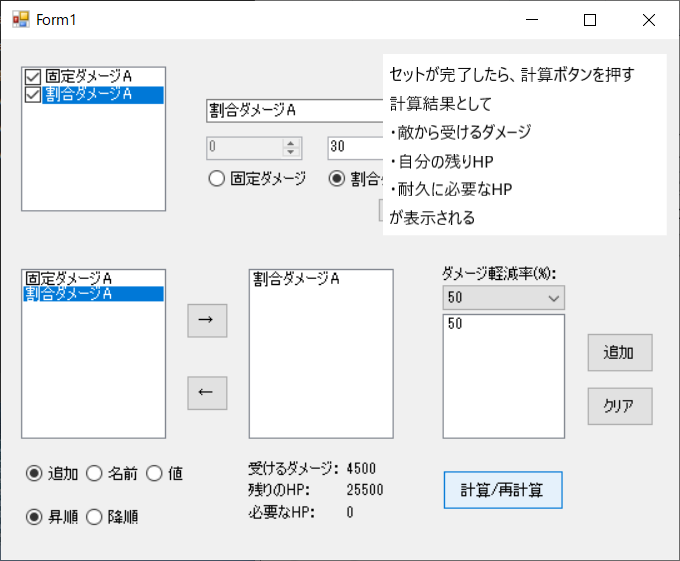 Form1
固定ダメージA
割合ダメージA
割合ダメージA
0
30
固定ダメージ
割合
セットが完了したら、計算ボタンを押す
計算結果として
・敵から受けるダメージ
・自分の残りHP
・耐久に必要なHP
が表示される
固定ダメージA
割合ダメージA
→
←
割合ダメージA
ダメージ軽減率(%):
50
50
追加
クリア
追加 名前 値
昇順 降順
受けるダメージ: 4500
残りのHP: 25500
必要なHP: 0
計算/再計算